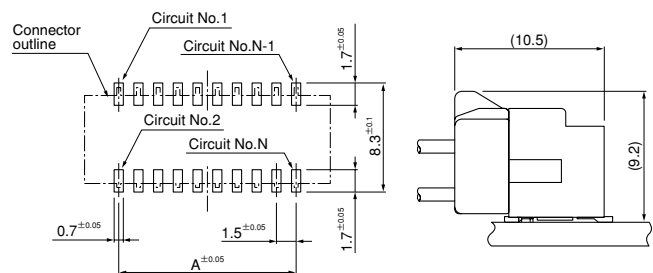 Connector
outline
Circuit No.1
Circuit No.N-1
1.7±0.05
8.3±0.1
Circuit No.2
Circuit No.N
0.7±0.05
1.5±0.05
1.7±0.05
A±0.05
(10.5)
(9.2)